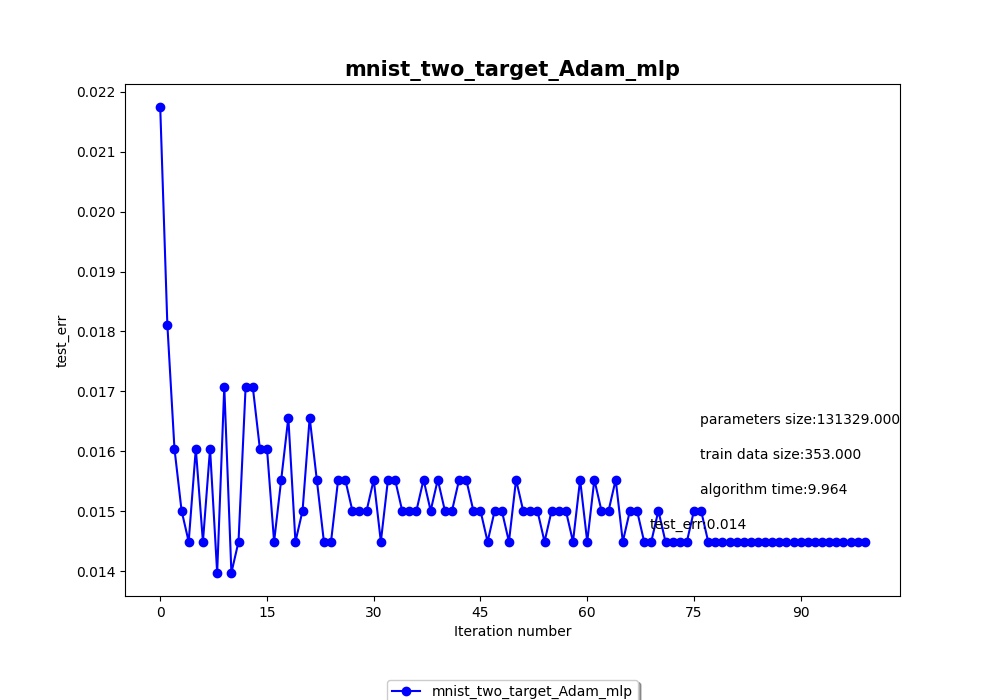 mnist_two_target_Adam_mlp
0.022
0.021
0.020
0.019
0.018
0.017
0.016
0.015
0.014
test_err
parameters size:131329.000
train data size:353.000
algorithm time:9.964
test_err:0.014
0 15 30 45 60 75 90
Iteration number
mnist_two_target_Adam_mlp